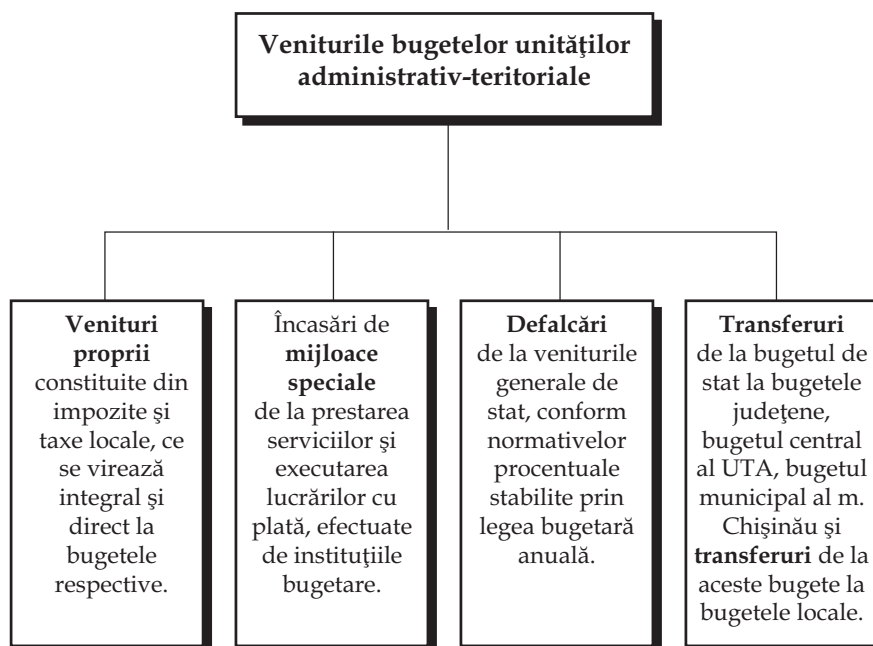 Veniturile bugetelor unităţilor
administrativ-teritoriale
Venituri
proprii
constituite din
impozite şi
taxe locale, ce
se virează
integral şi
direct la
bugetele
respective.
Încasări de
mijloace
speciale
de la prestarea
serviciilor şi
executarea
lucrărilor cu
plată, efectuate
de instituţiile
bugetare.
Defalcări
de la veniturile
generale de
stat, conform
normativelor
procentuale
stabilite prin
legea bugetară
anuală.
Transferuri
de la bugetul de
stat la bugetele
judeţene,
bugetul central
al UTA, bugetul
municipal al m.
Chişinău şi
transferuri de la
aceste bugete la
bugetele locale.